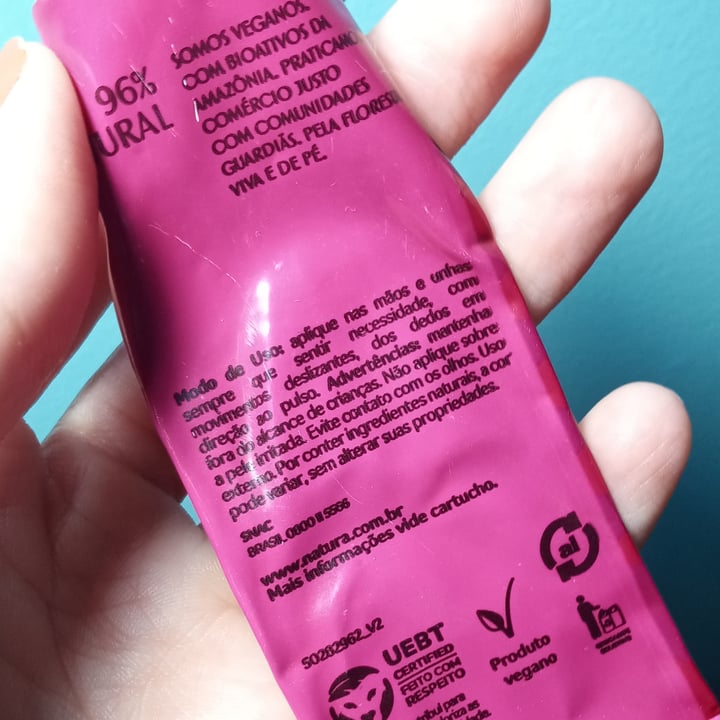 96%
URAL
SOMOS VEGANOS.
COM BIOATIVOS DA
AMAZÔNIA. PRATICAMO
COMÉRCIO JUSTO
COM COMUNIDADES
GUARDIÃS. PELA FLORESTA
VIVA E DE PÉ.
Modo de Uso: aplique nas mãos e unhas
sempre que sentir necessidade, com
movimentos deslizantes, dos dedos em
direção ao pulso. Advertências: mantenha
fora do alcance de crianças. Não aplique sobre
a pele irritada. Evite contato com os olhos. Uso
externo. Por conter ingredientes naturais, a cor
pode variar, sem alterar suas propriedades.
SNAC
BRASIL 0800 11 5566
www.natura.com.br
Mais informações vide cartucho.
50282962_V2
al
UEBT
CERTIFIED
FEITO COM
RESPEITO
Produto
vegano